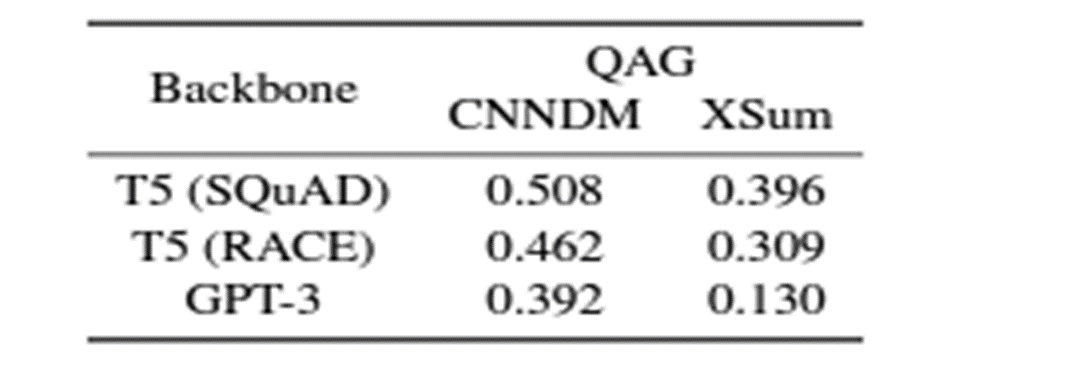 QAG
Backbone
CNNDM XSum
T5 (SQuAD) 0.508 0.396
T5 (RACE) 0.462 0.309
GPT-3 0.392 0.130